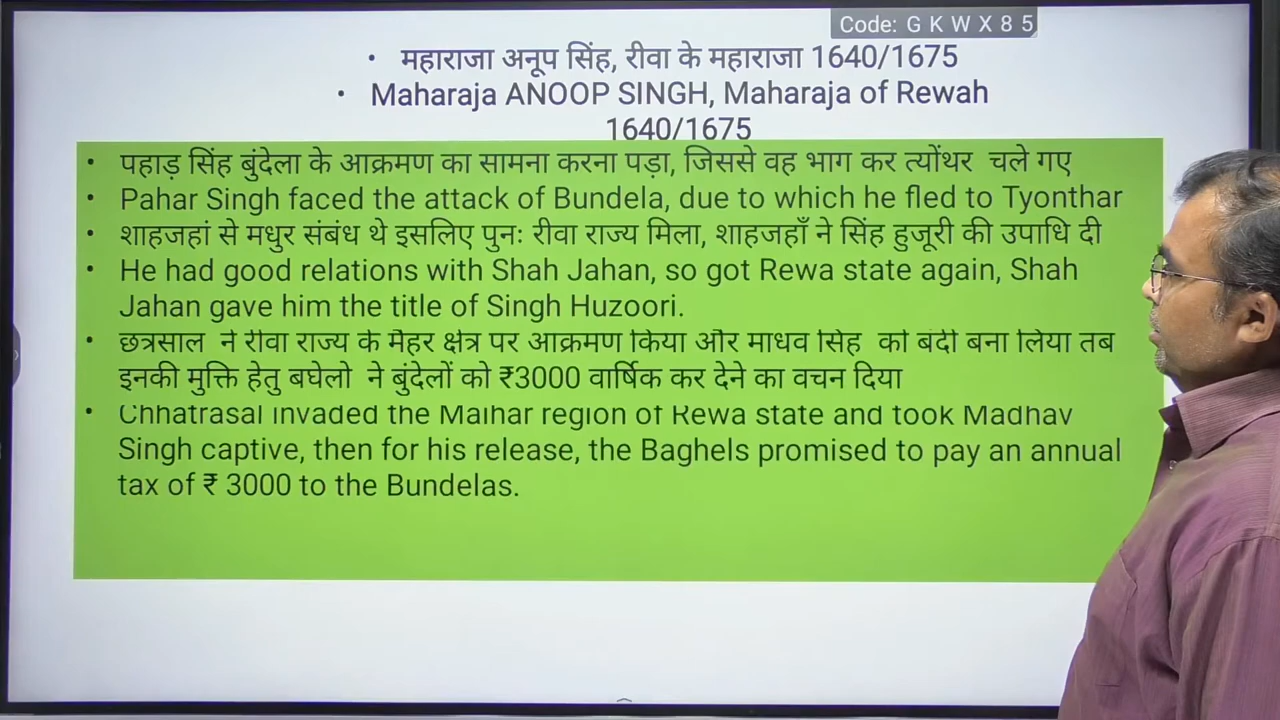 Code: G K W X 8 5
• महाराजा अनूप सिंह, रीवा के महाराजा 1640/1675
• Maharaja ANOOP SINGH, Maharaja of Rewah
1640/1675
• पहाड़ सिंह बुंदेला के आक्रमण का सामना करना पड़ा, जिससे वह भाग कर त्योंथर चले गए
• Pahar Singh faced the attack of Bundela, due to which he fled to Tyonthar
• शाहजहां से मधुर संबंध थे इसलिए पुनः रीवा राज्य मिला, शाहजहाँ ने सिंह हुजूरी की उपाधि दी
• He had good relations with Shah Jahan, so got Rewa state again, Shah
Jahan gave him the title of Singh Huzoori.
• छत्रसाल ने रीवा राज्य के मैहर क्षेत्र पर आक्रमण किया और माधव सिंह को बंदी बना लिया तब
इनकी मुक्ति हेतु बघेलो ने बुंदेलों को ₹3000 वार्षिक कर देने का वचन दिया
• Chhatrasal invaded the Maihar region of Rewa state and took Madhav
Singh captive, then for his release, the Baghels promised to pay an annual
tax of ₹ 3000 to the Bundelas.